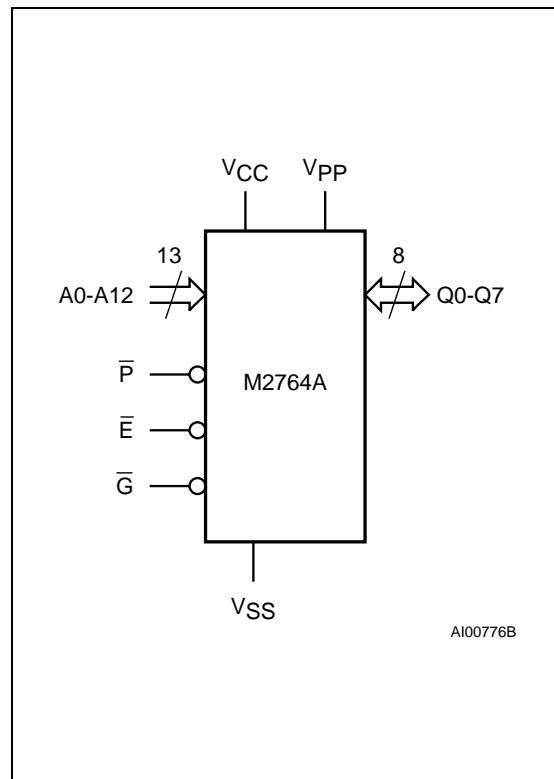 VCC VPP
13 8
A0-A12 Q0-Q7
P̅ M2764A
E̅
G̅
VSS
AI00776B